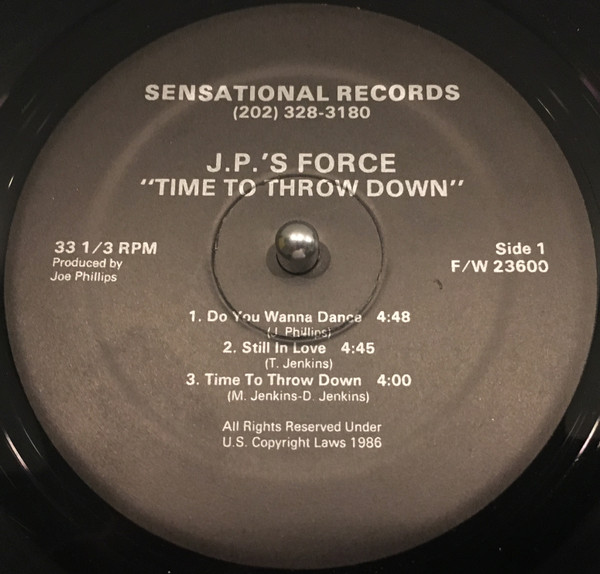 SENSATIONAL RECORDS
(202) 328-3180
J.P.'S FORCE
"TIME TO THROW DOWN"
33 1/3 RPM
Produced by
Joe Phillips
Side 1
F/W 23600
1. Do You Wanna Dance 4:48
(J. Phillips)
2. Still In Love 4:45
(T. Jenkins)
3. Time To Throw Down 4:00
(M. Jenkins-D. Jenkins)
All Rights Reserved Under
U.S. Copyright Laws 1986